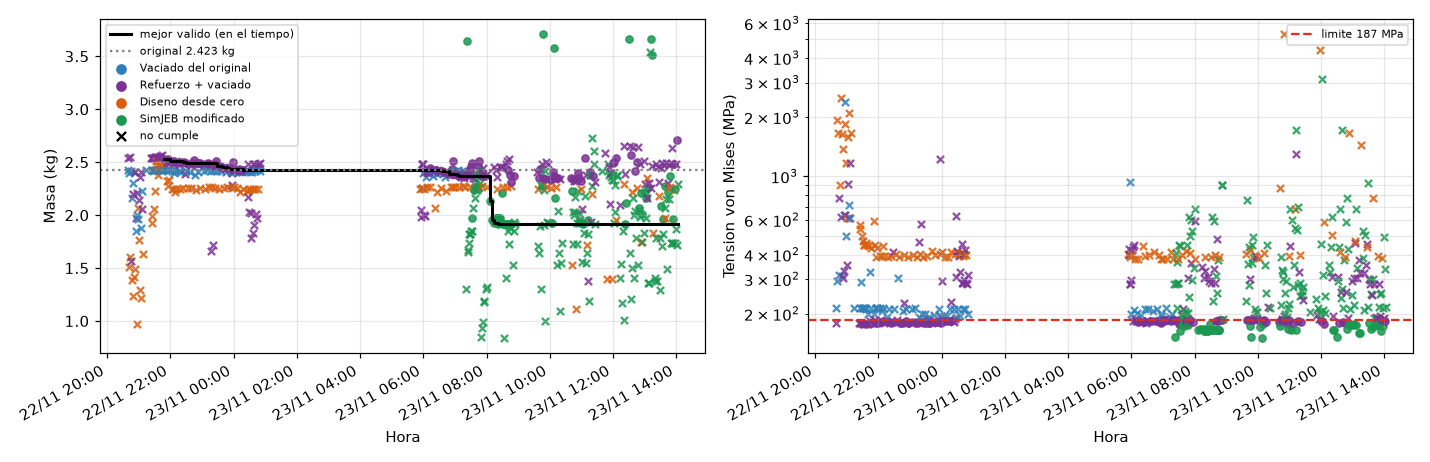 mejor valido (en el tiempo)
original 2.423 kg
Vaciado del original
Refuerzo + vaciado
Diseno desde cero
SimJEB modificado
no cumple
Masa (kg)
3.5
3.0
2.5
2.0
1.5
1.0
22/11 20:00
22/11 22:00
23/11 00:00
23/11 02:00
23/11 04:00
23/11 06:00
23/11 08:00
23/11 10:00
23/11 12:00
23/11 14:00
Hora
limite 187 MPa
Tension von Mises (MPa)
6 × 10³
4 × 10³
3 × 10³
2 × 10³
10³
6 × 10²
4 × 10²
3 × 10²
2 × 10²
22/11 20:00
22/11 22:00
23/11 00:00
23/11 02:00
23/11 04:00
23/11 06:00
23/11 08:00
23/11 10:00
23/11 12:00
23/11 14:00
Hora